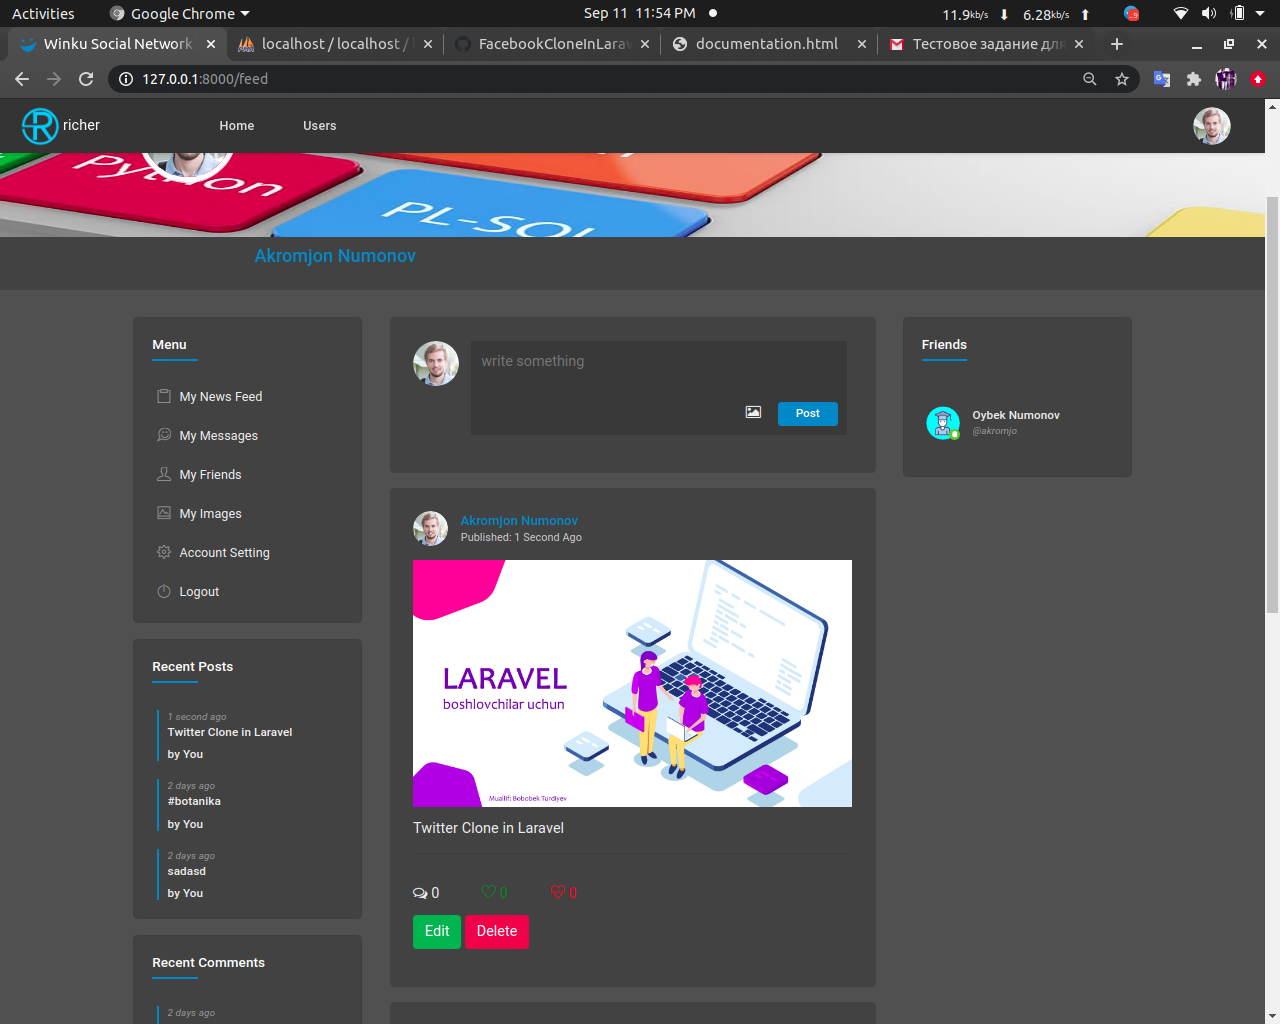 Activities
Google Chrome
Sep 11 11:54 PM
11.9kb/s
6.28kb/s
Winku Social Network
localhost / localhost /
FacebookCloneInLarav
documentation.html
Тестовое задание для
127.0.0.1:8000/feed
richer
Home
Users
Python
PL-SQL
Akromjon Numonov
Menu
My News Feed
My Messages
My Friends
My Images
Account Setting
Logout
Recent Posts
1 second ago
Twitter Clone in Laravel
by You
2 days ago
#botanika
by You
2 days ago
sadasd
by You
Recent Comments
2 days ago
write something
Post
Akromjon Numonov
Published: 1 Second Ago
LARAVEL
boshlovchilar uchun
Muallif: Bobobek Turdiyev
Twitter Clone in Laravel
0
0
0
Edit
Delete
Friends
Oybek Numonov
@akromjo